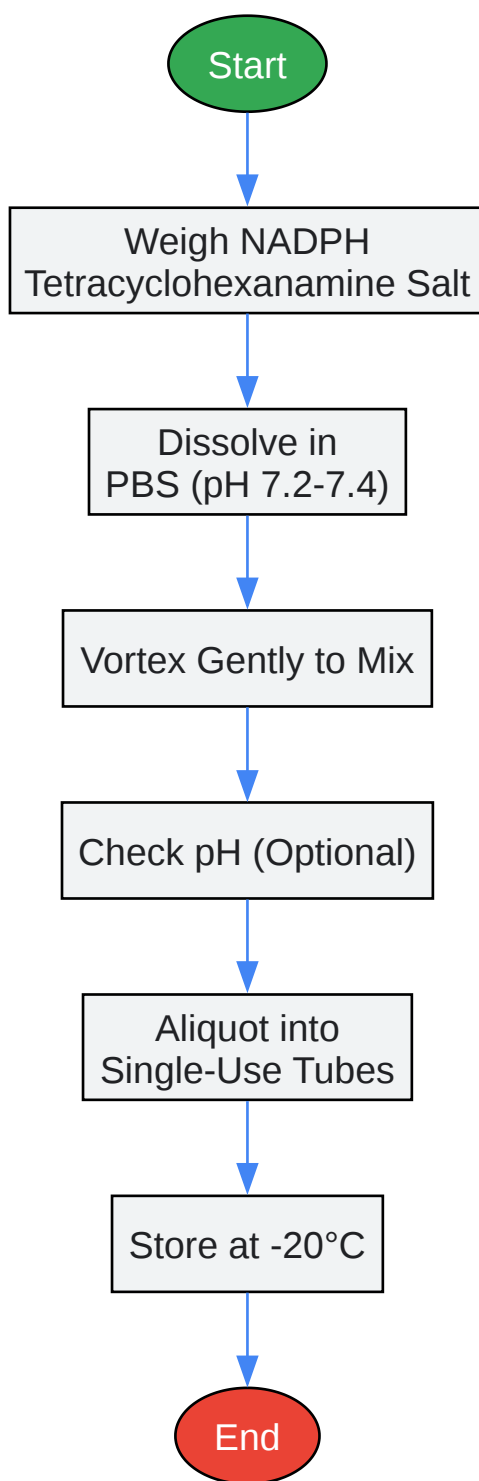 Start
Weigh NADPH
Tetracyclohexanamine Salt
Dissolve in
PBS (pH 7.2-7.4)
Vortex Gently to Mix
Check pH (Optional)
Aliquot into
Single-Use Tubes
Store at -20°C
End